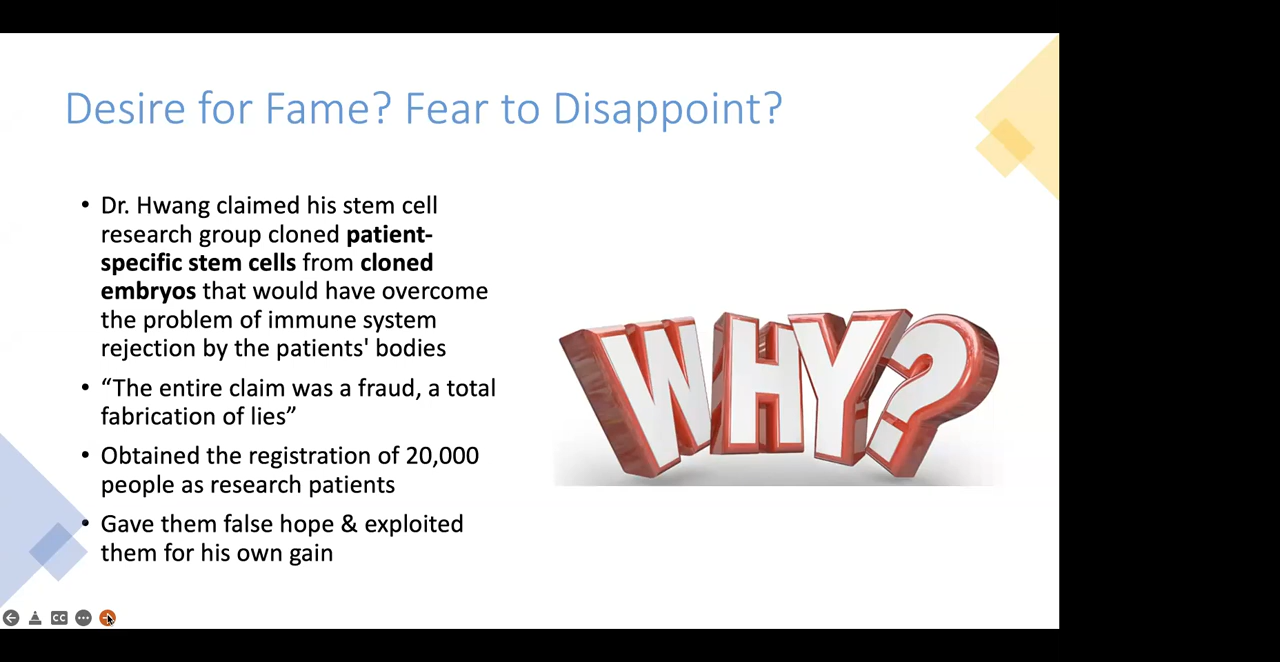 Desire for Fame? Fear to Disappoint?
• Dr. Hwang claimed his stem cell
research group cloned patient-
specific stem cells from cloned
embryos that would have overcome
the problem of immune system
rejection by the patients' bodies
• “The entire claim was a fraud, a total
fabrication of lies”
• Obtained the registration of 20,000
people as research patients
• Gave them false hope & exploited
them for his own gain
WHY?
CC